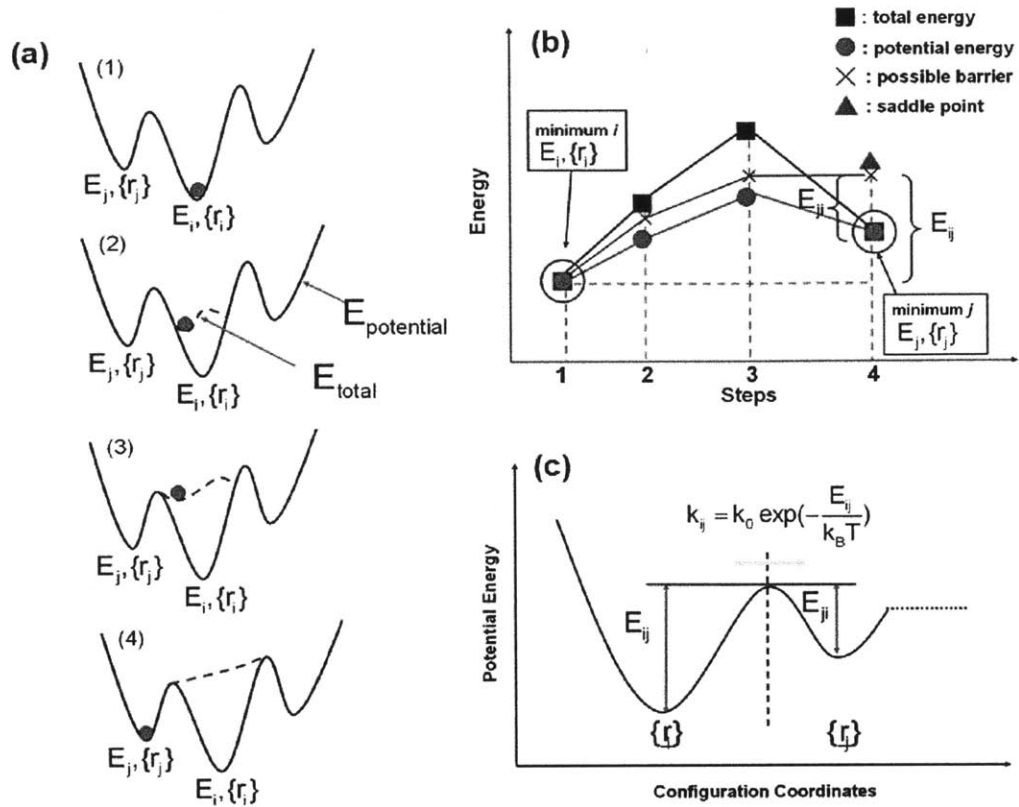 (a)
(1)
E_j,{r_j}
E_i,{r_i}
(2)
E_potential
E_j,{r_j}
E_total
E_i,{r_i}
(3)
E_j,{r_j}
E_i,{r_i}
(4)
E_j,{r_j}
E_i,{r_i}
(b)
■ : total energy
● : potential energy
× : possible barrier
▲ : saddle point
Energy
minimum i
E_i,{r_i}
E_ji
E_ij
minimum j
E_j,{r_j}
1 2 3 4
Steps
(c)
k_ij = k_0 exp(-E_ij/k_BT)
Potential Energy
E_ij
E_ji
{r_j}
Configuration Coordinates